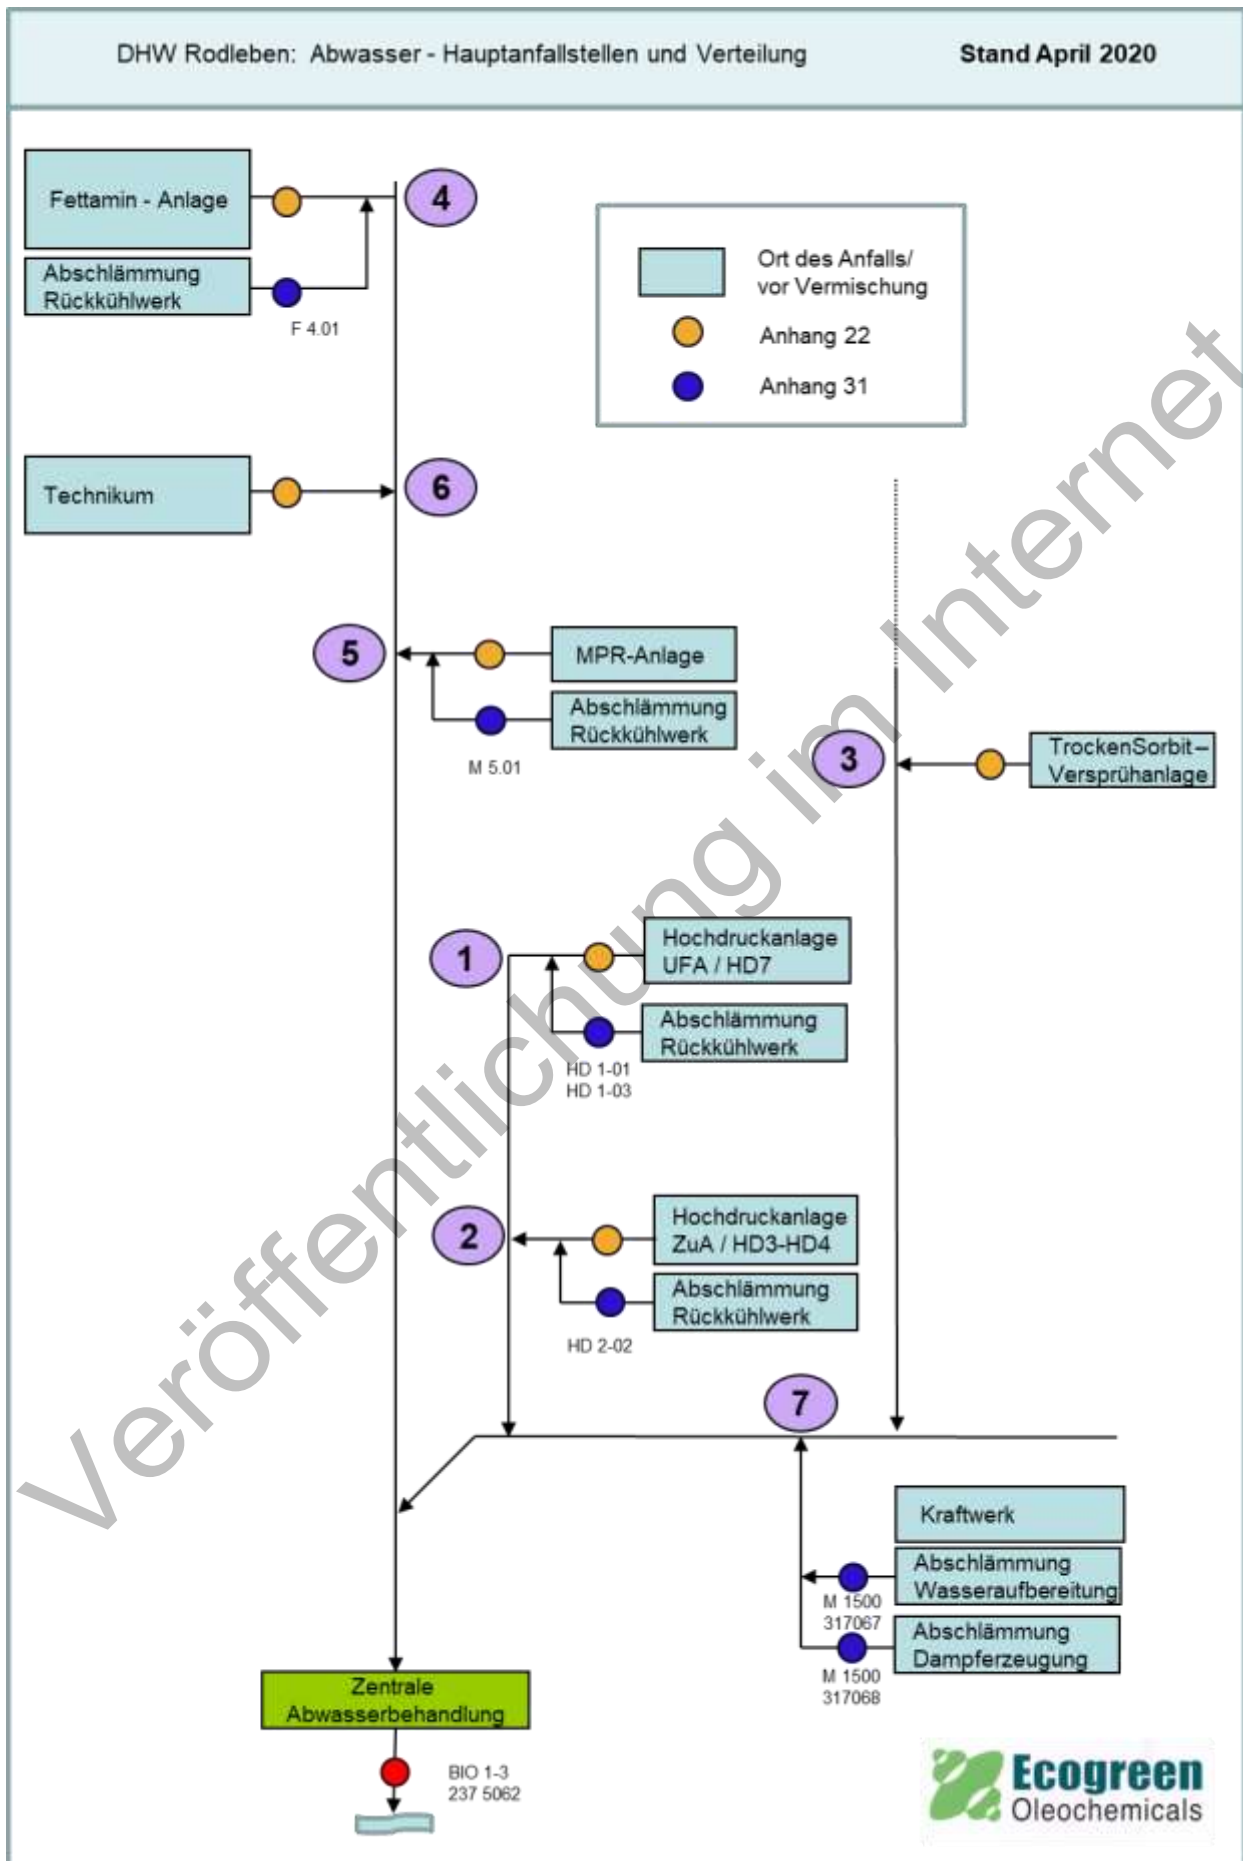 DHW Rodleben: Abwasser - Hauptanfallstellen und Verteilung
Stand April 2020
Fettamin - Anlage
4
Abschlämmung
Rückkühlwerk
F 4.01
Ort des Anfalls/
vor Vermischung
Anhang 22
Anhang 31
Technikum
6
5
MPR-Anlage
Abschlämmung
Rückkühlwerk
M 5.01
3
TrockenSorbit–
Versprühanlage
1
Hochdruckanlage
UFA / HD7
Abschlämmung
Rückkühlwerk
HD 1-01
HD 1-03
2
Hochdruckanlage
ZuA / HD3-HD4
Abschlämmung
Rückkühlwerk
HD 2-02
7
Kraftwerk
Abschlämmung
Wasseraufbereitung
M 1500
317067
Abschlämmung
Dampferzeugung
M 1500
317068
Zentrale
Abwasserbehandlung
BIO 1-3
237 5062
Ecogreen
Oleochemicals
Veröffentlichung im Internet